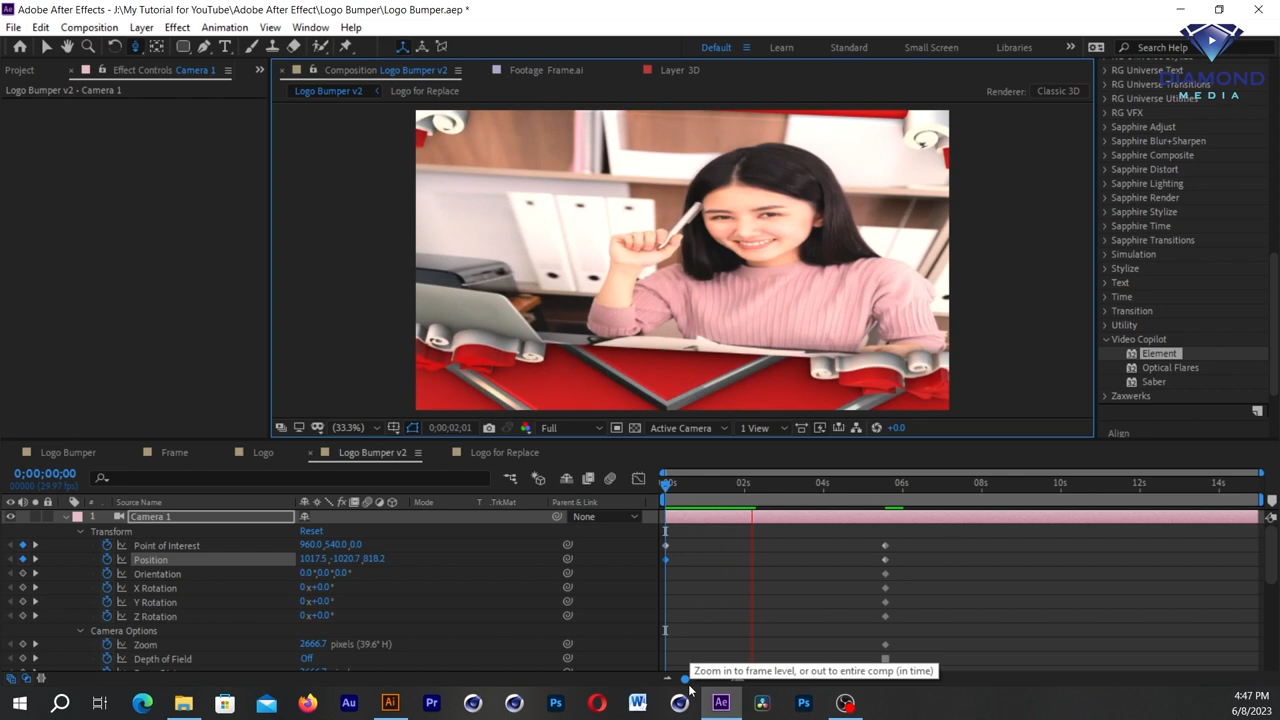 Adobe After Effects - J:\My Tutorial for YouTube\Adobe After Effect\Logo Bumper\Logo Bumper.aep *
File Edit Composition Layer Effect Animation View Window Help
Default Learn Standard Small Screen Libraries Search Help
Project Effect Controls Camera 1
Composition Logo Bumper v2 Footage Frame.ai Layer 3D
Logo Bumper v2 - Camera 1
Logo Bumper v2 Logo for Replace Renderer: Classic 3D
RG Universe Text
RG Universe Transitions
RG Universe Utilities
RG VFX
Sapphire Adjust
Sapphire Blur+Sharpen
Sapphire Composite
Sapphire Distort
Sapphire Lighting
Sapphire Render
Sapphire Stylize
Sapphire Time
Sapphire Transitions
Simulation
Stylize
Text
Time
Transition
Utility
Video Copilot
Element
Optical Flares
Saber
Zaxwerks
Align
DIAMOND
MEDIA
(33.3%) 0;00;02;01 Full Active Camera 1 View +0.0
Logo Bumper Frame Logo Logo Bumper v2 Logo for Replace
0;00;00;00
00000 (29.97 fps)
02s 04s 06s 08s 10s 12s 14s
# Source Name Mode T .TrkMat Parent & Link
1 Camera 1 None
Transform Reset
Point of Interest 960.0,540.0,0.0
Position 1017.5,-1020.7,818.2
Orientation 0.0°,0.0°,0.0°
X Rotation 0x+0.0°
Y Rotation 0x+0.0°
Z Rotation 0x+0.0°
Camera Options
Zoom 2666.7 pixels (39.6° H)
Depth of Field Off
Zoom in to frame level, or out to entire comp (in time)
4:47 PM
6/8/2023